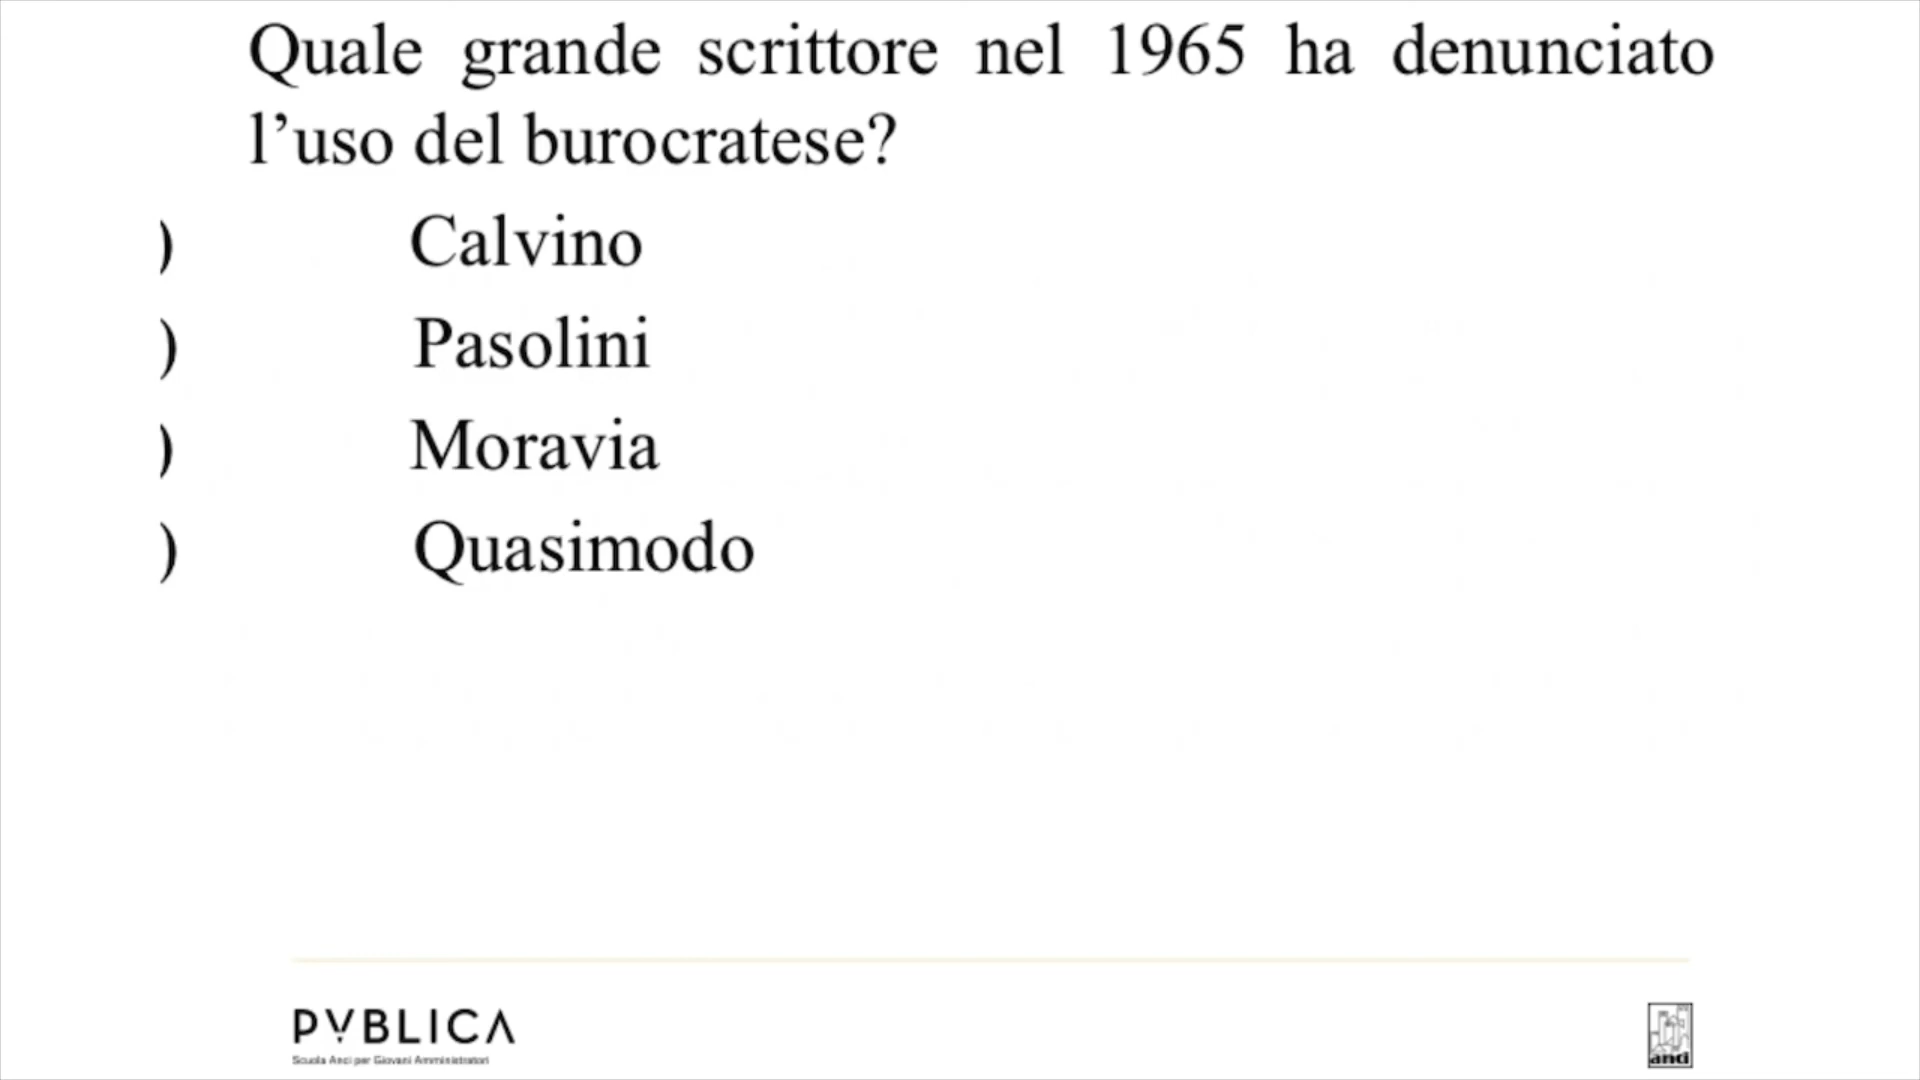 Quale grande scrittore nel 1965 ha denunciato
l’uso del burocratese?
) Calvino
) Pasolini
) Moravia
) Quasimodo
PVBLICA
Scuola Anci per Giovani Amministratori
anci